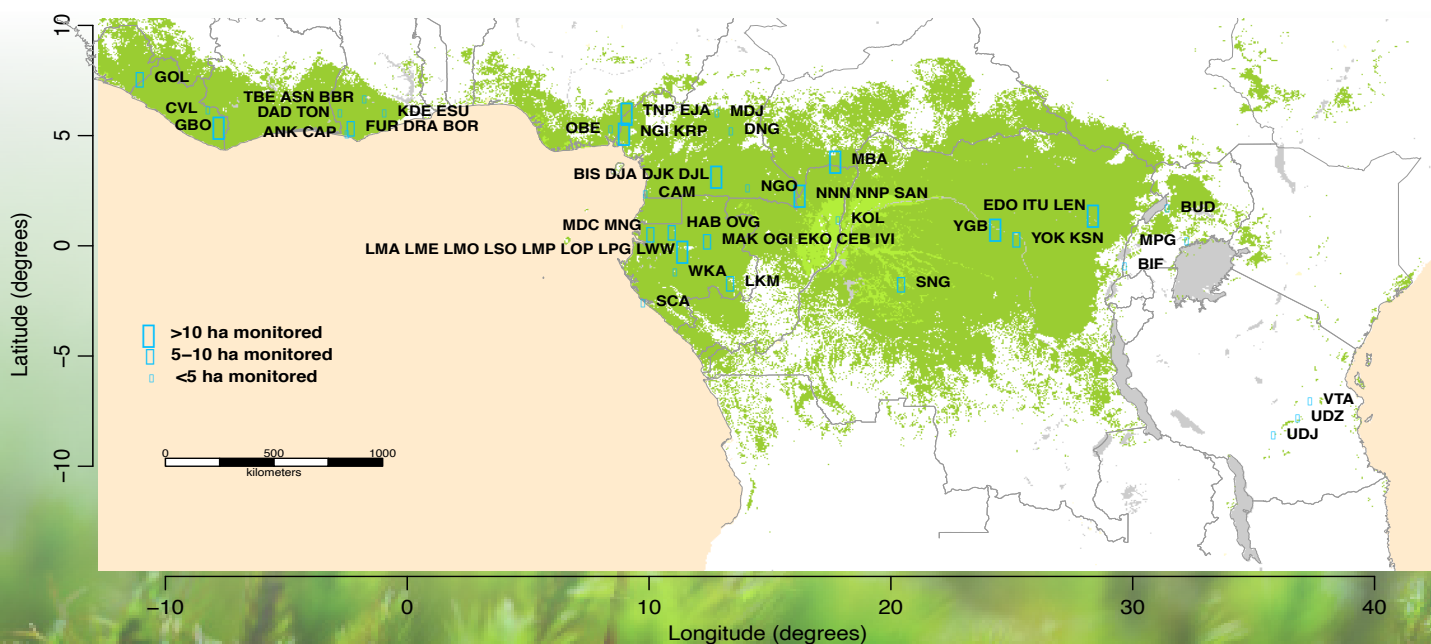 10
5
0
−5
−10
Latitude (degrees)
GOL
CVL
GBO
TBE ASN BBR
DAD TON
ANK CAP
KDE ESU
FUR DRA BOR
OBE
TNP EJA
NGI KRP
MDJ
DNG
MBA
BIS DJA DJK DJL
CAM
NGO
NNN NNP SAN
KOL
EDO ITU LEN
BUD
MDC MNG
HAB OVG
YGB
YOK KSN
MPG
LMA LME LMO LSO LMP LOP LPG LWW
MAK OGI EKO CEB IVI
BIF
WKA
LKM
SNG
SCA
>10 ha monitored
5−10 ha monitored
<5 ha monitored
VTA
UDZ
UDJ
0 500 1000
kilometers
−10 0 10 20 30 40
Longitude (degrees)